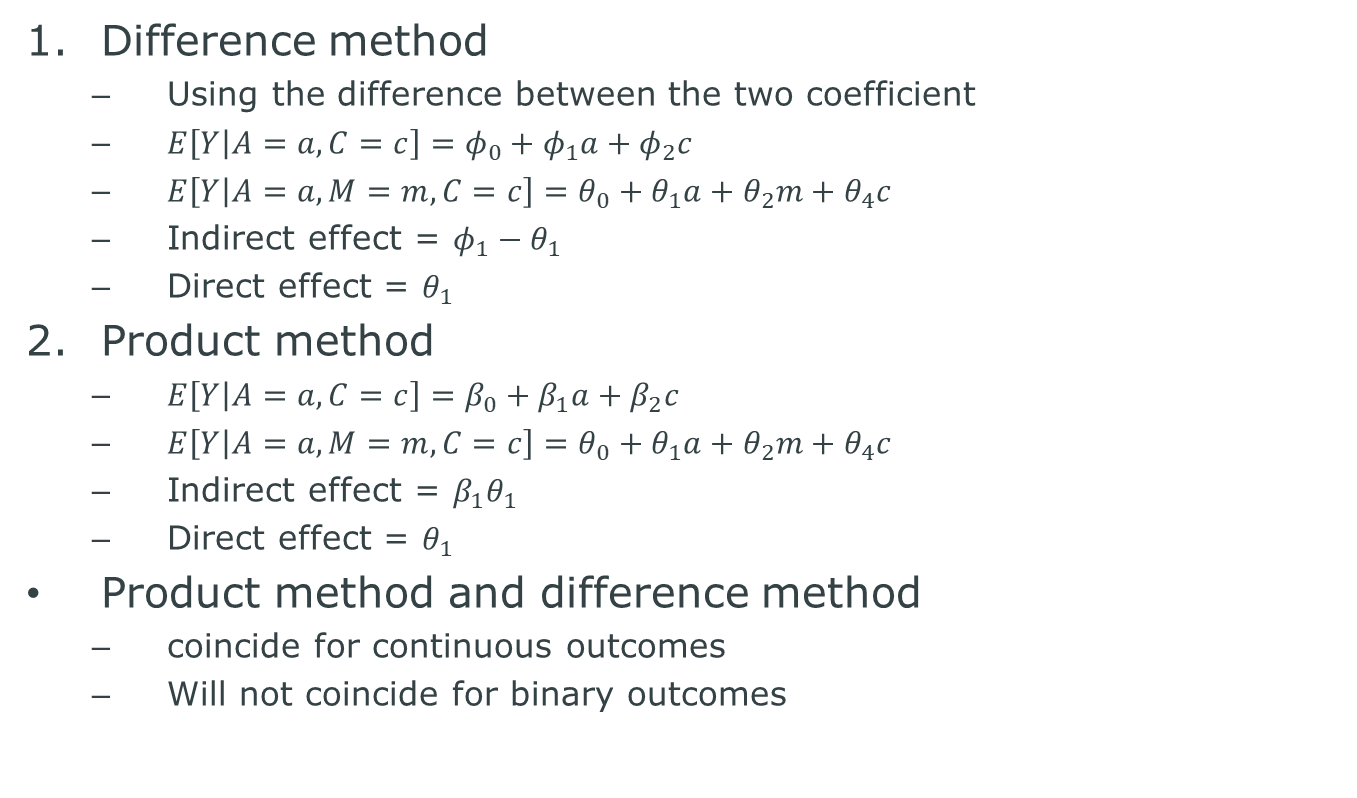 1. Difference method
– Using the difference between the two coefficient
– E[Y|A = a, C = c] = ϕ₀ + ϕ₁a + ϕ₂c
– E[Y|A = a, M = m, C = c] = θ₀ + θ₁a + θ₂m + θ₄c
– Indirect effect = ϕ₁ − θ₁
– Direct effect = θ₁
2. Product method
– E[Y|A = a, C = c] = β₀ + β₁a + β₂c
– E[Y|A = a, M = m, C = c] = θ₀ + θ₁a + θ₂m + θ₄c
– Indirect effect = β₁θ₁
– Direct effect = θ₁
• Product method and difference method
– coincide for continuous outcomes
– Will not coincide for binary outcomes